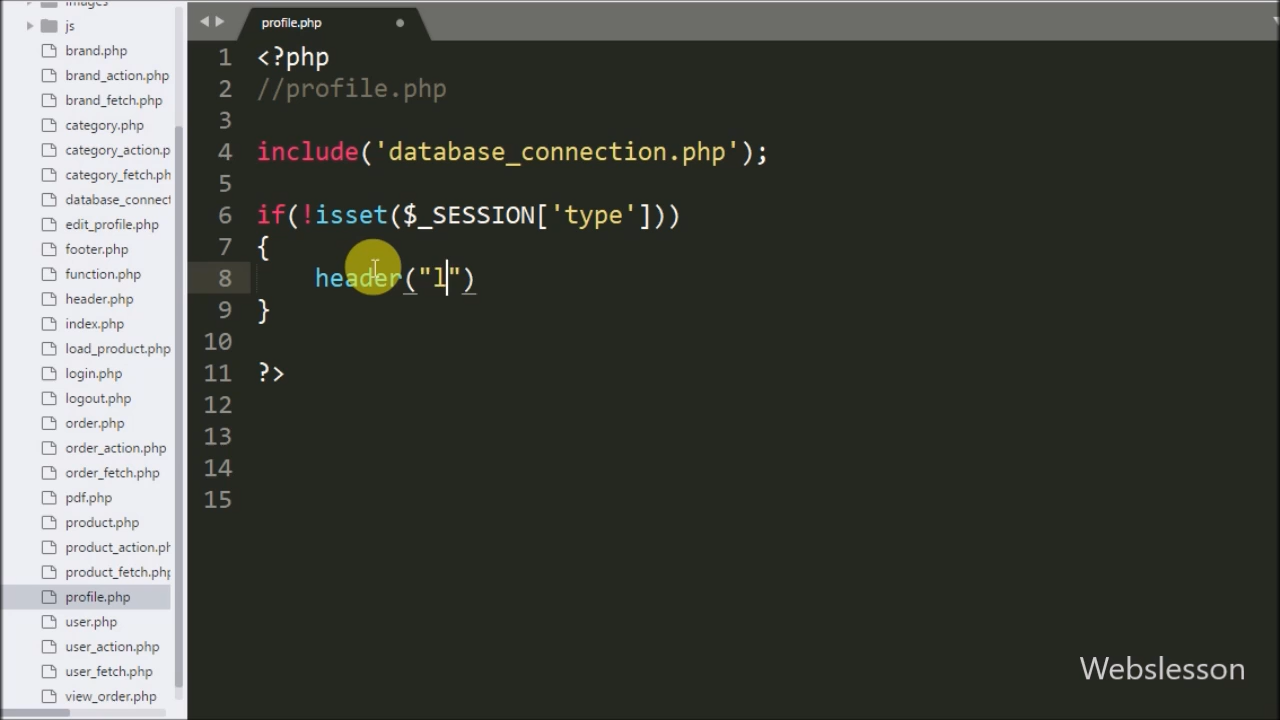 images
js
brand.php
brand_action.php
brand_fetch.php
category.php
category_action.p
category_fetch.ph
database_connect
edit_profile.php
footer.php
function.php
header.php
index.php
load_product.php
login.php
logout.php
order.php
order_action.php
order_fetch.php
pdf.php
product.php
product_action.ph
product_fetch.php
profile.php
user.php
user_action.php
user_fetch.php
view_order.php
profile.php
1 <?php
2 //profile.php
3
4 include('database_connection.php');
5
6 if(!isset($_SESSION['type']))
7 {
8 header("l")
9 }
10
11 ?>
12
13
14
15
Webslesson